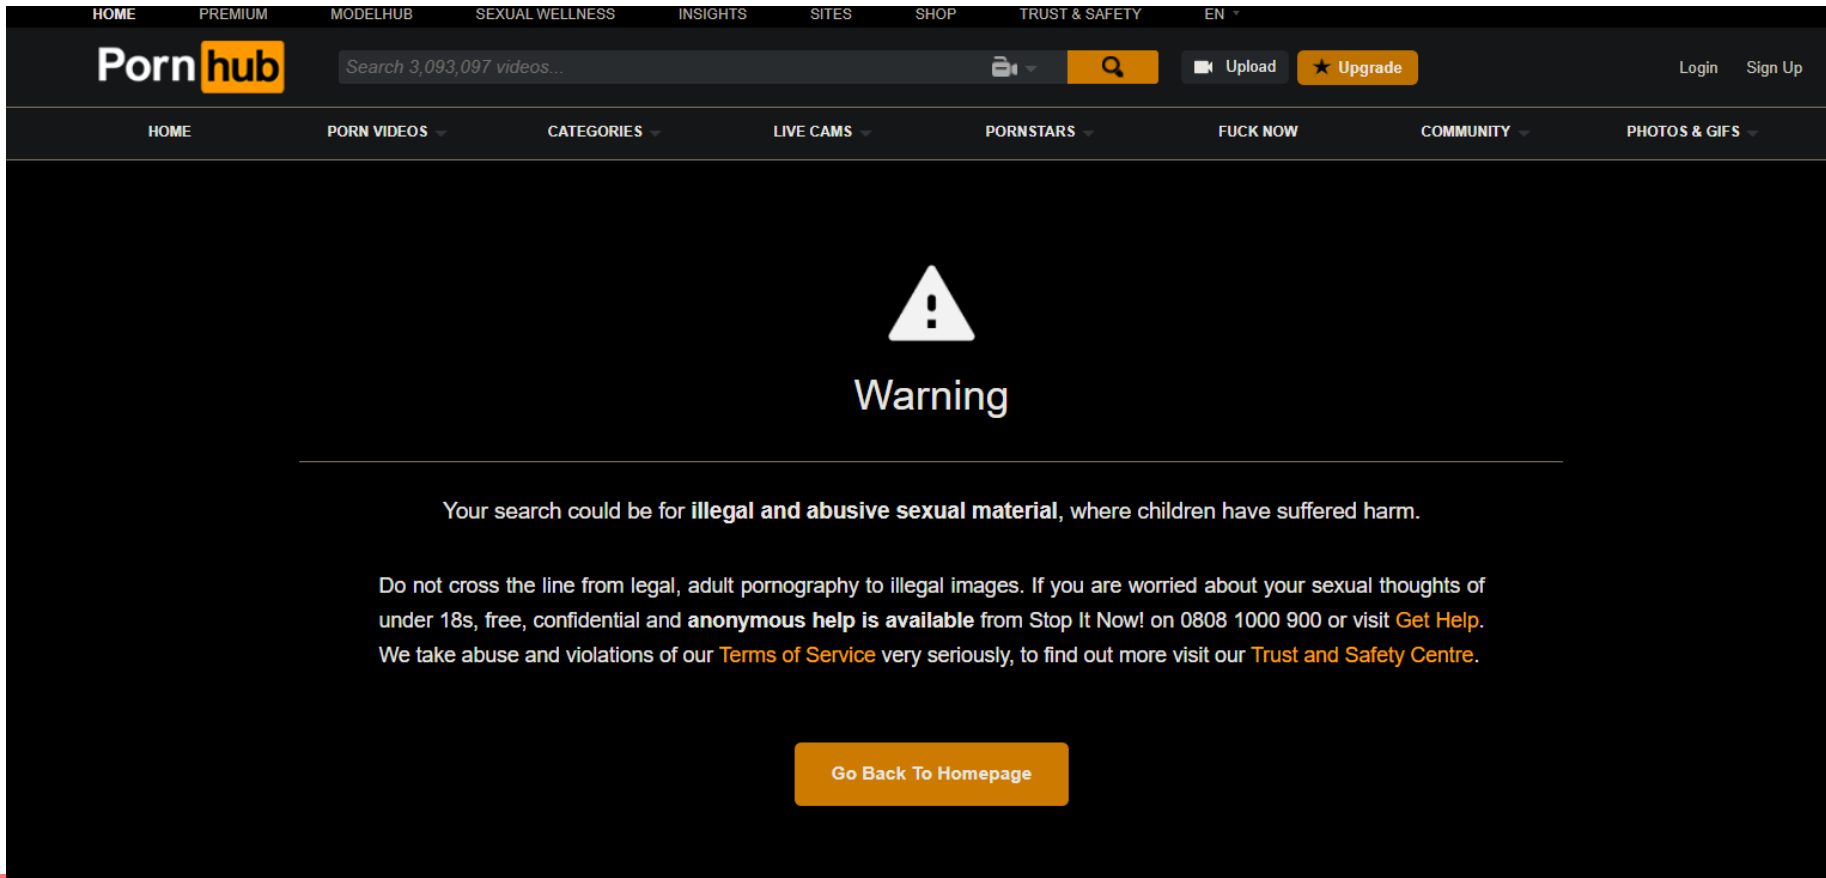 HOME PREMIUM MODELHUB SEXUAL WELLNESS INSIGHTS SITES SHOP TRUST & SAFETY EN
Porn hub Search 3,093,097 videos... Upload Upgrade Login Sign Up
HOME PORN VIDEOS CATEGORIES LIVE CAMS PORNSTARS FUCK NOW COMMUNITY PHOTOS & GIFS
Warning
Your search could be for illegal and abusive sexual material, where children have suffered harm.
Do not cross the line from legal, adult pornography to illegal images. If you are worried about your sexual thoughts of
under 18s, free, confidential and anonymous help is available from Stop It Now! on 0808 1000 900 or visit Get Help.
We take abuse and violations of our Terms of Service very seriously, to find out more visit our Trust and Safety Centre.
Go Back To Homepage